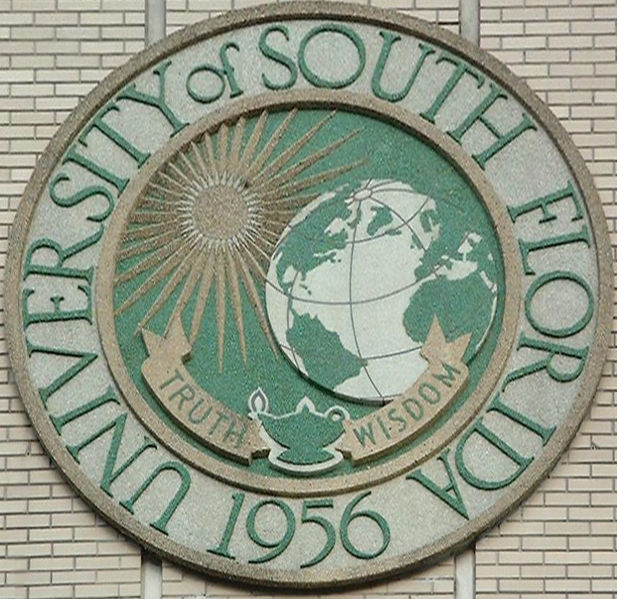 UNIVERSITY of SOUTH FLORIDA
TRUTH WISDOM
1956